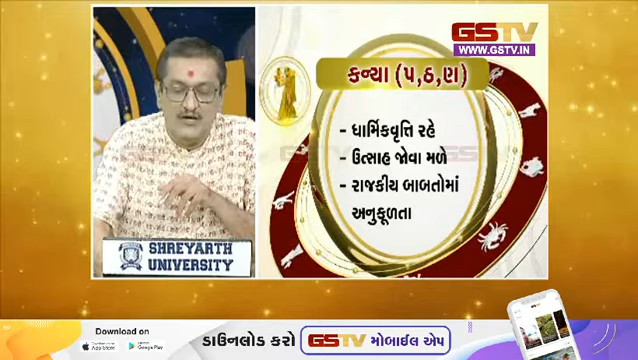 GSTV
WWW.GSTV.IN
કન્યા (પ,ઠ,ણ)
- ધાર્મિકવૃત્તિ રહે
- ઉત્સાહ જોવા મળે
- રાજકીય બાબતોમાં
અનુકૂળતા
SHREYARTH
UNIVERSITY
Download on
App Store
Google Play
ડાઉનલોડ કરો GSTV મોબાઈલ એપ